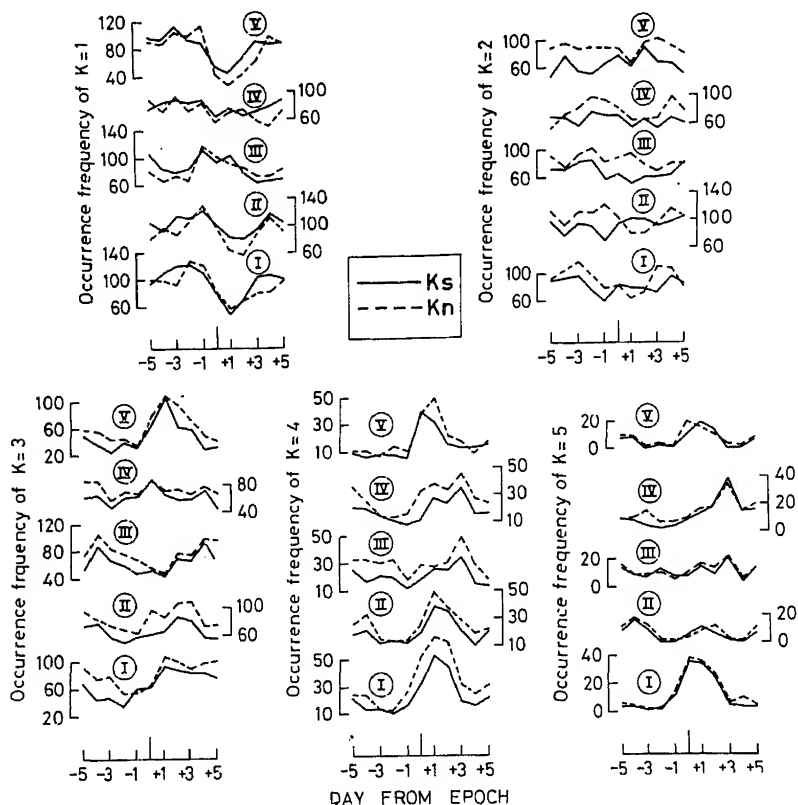 Occurrence frequency of K=1
V
120
80
40
IV
100
60
III
140
100
60
II
140
100
60
I
140
100
60
-5 -3 -1 +1 +3 +5
Occurrence frequency of K=2
V
100
60
IV
100
60
III
100
60
II
140
100
60
I
100
60
-5 -3 -1 +1 +3 +5
Ks
Kn
Occurrence frquency of K=3
V
100
60
20
IV
80
40
III
80
40
II
100
60
I
100
60
20
-5 -3 -1 +1 +5
Occurrence frequency of K=4
V
50
30
10
IV
50
30
10
III
50
30
10
II
50
30
10
I
50
30
10
-5 -3 -1 +1 +3 +5
Occurrence frequency of K=5
V
20
0
IV
40
20
0
III
20
0
II
20
0
I
40
20
0
-5 -3 -1 +1 +3 +5
DAY FROM EPOCH